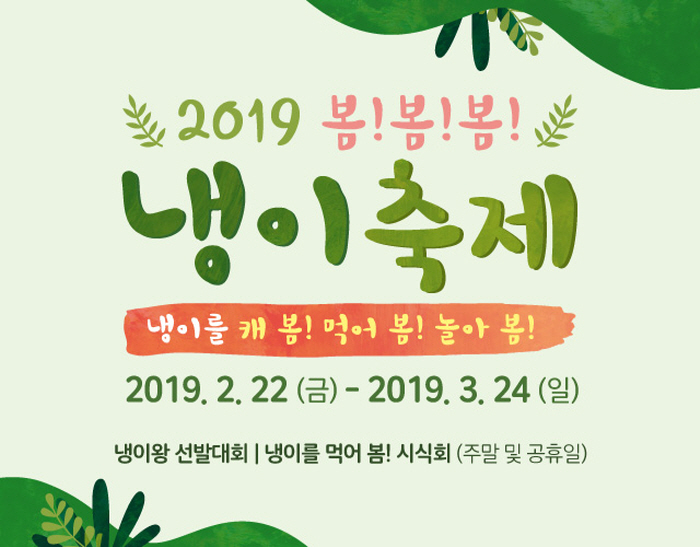 2019 봄!봄!봄!
냉이축제
냉이를 캐 봄! 먹어 봄! 놀아 봄!
2019. 2. 22 (금) - 2019. 3. 24 (일)
냉이왕 선발대회 | 냉이를 먹어 봄! 시식회 (주말 및 공휴일)